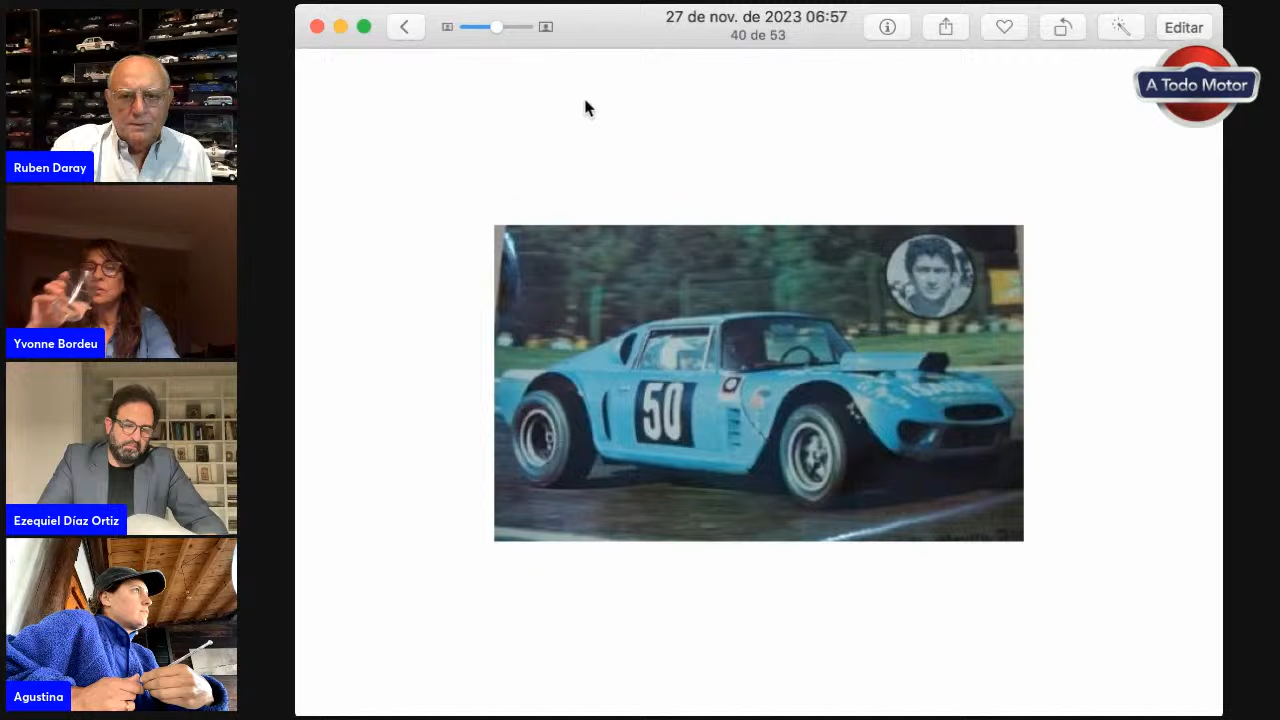 27 de nov. de 2023 06:57
40 de 53
Editar
A Todo Motor
Ruben Daray
Yvonne Bordeu
50
Ezequiel Díaz Ortiz
Agustina